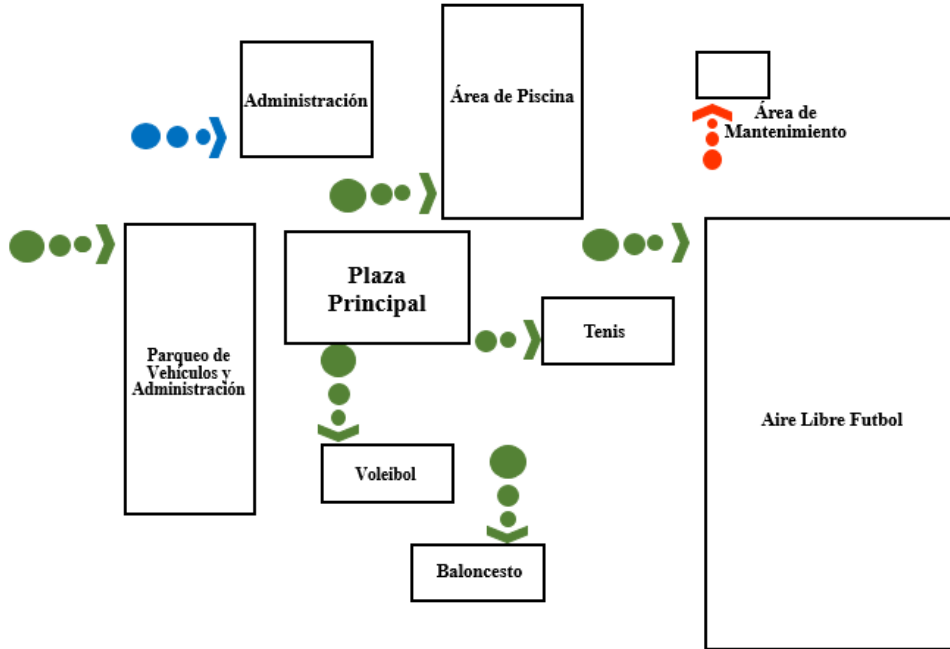 Administración
Área de Piscina
Área de
Mantenimiento
Plaza
Principal
Tenis
Parqueo de
Vehículos y
Administración
Aire Libre Futbol
Voleibol
Baloncesto